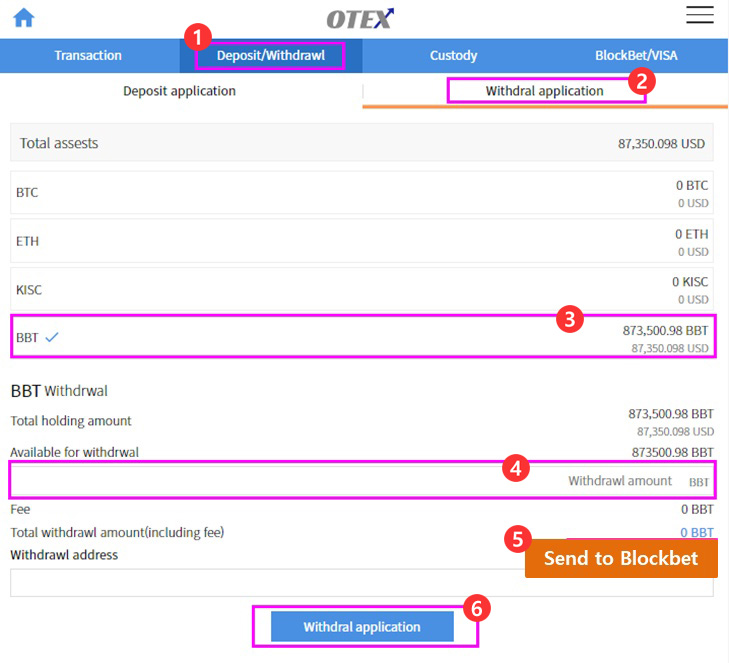 OTEX
1
Transaction Deposit/Withdrawl Custody BlockBet/VISA
2
Deposit application Withdral application
Total assests 87,350.098 USD
BTC 0 BTC
0 USD
ETH 0 ETH
0 USD
KISC 0 KISC
0 USD
3
BBT 873,500.98 BBT
87,350.098 USD
BBT Withdrwal
Total holding amount 873,500.98 BBT
87,350.098 USD
Available for withdrwal 873500.98 BBT
4
Withdrawl amount BBT
Fee 0 BBT
Total withdrawl amount(including fee) 0 BBT
5
Withdrawl address Send to Blockbet
6
Withdral application